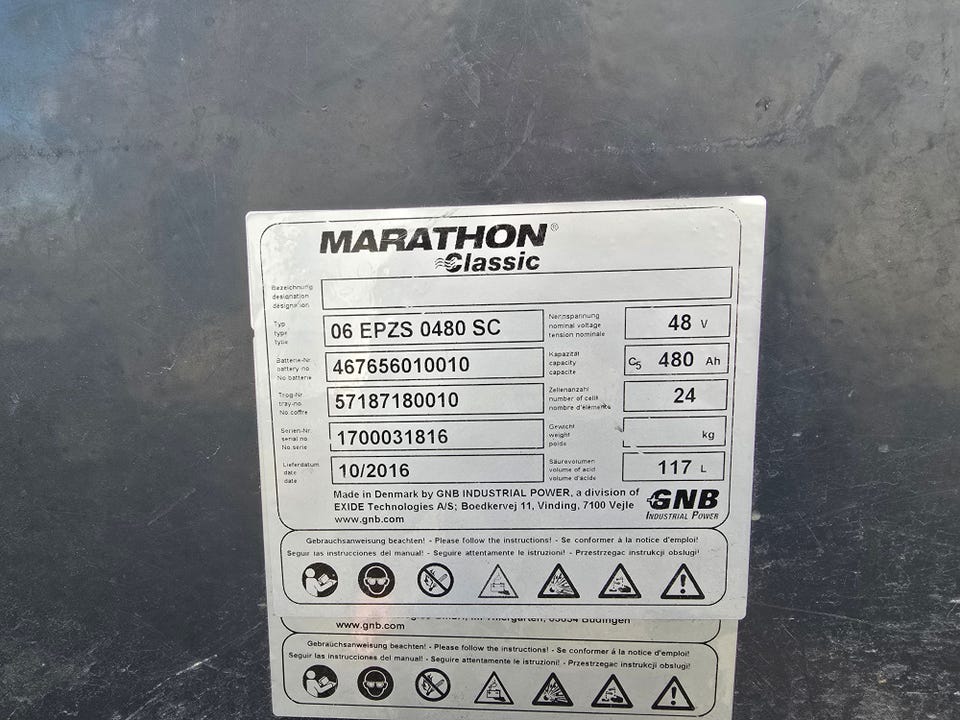 MARATHON®
Classic
Bezeichnung
designation
designation
Typ
type
type
06 EPZS 0480 SC
Nennspannung
nominal voltage
tension nominale
48 V
Batterie-Nr.
battery no
No batterie
467656010010
Kapazität
capacity
capacite
C5 480 Ah
Trog-Nr
tray-no.
No.coffre
57187180010
Zellenanzahl
number of cells
nombre d'élements
24
Serien-Nr.
serial no
No.serie
1700031816
Gewicht
weight
poids
kg
Lieferdatum
date
date
10/2016
Säurevolumen
volume of acid
volume d'acide
117 L
Made in Denmark by GNB INDUSTRIAL POWER, a division of
EXIDE Technologies A/S; Boedkervej 11, Vinding, 7100 Vejle
www.gnb.com
GNB
INDUSTRIAL POWER
Gebrauchsanweisung beachten! - Please follow the instructions! - Se conformer à la notice d'emploi!
Seguir las instrucciones del manual! - Seguire attentamente le istruzioni! - Przestrzegac instrukcji obslugi!
www.gnb.com
Gebrauchsanweisung beachten! - Please follow the instructions! - Se conformer á la notice d'emploi!
Seguir las instrucciones del manual! - Seguire attentamente le istruzioni! - Przestrzegac instrukcji obslugi!